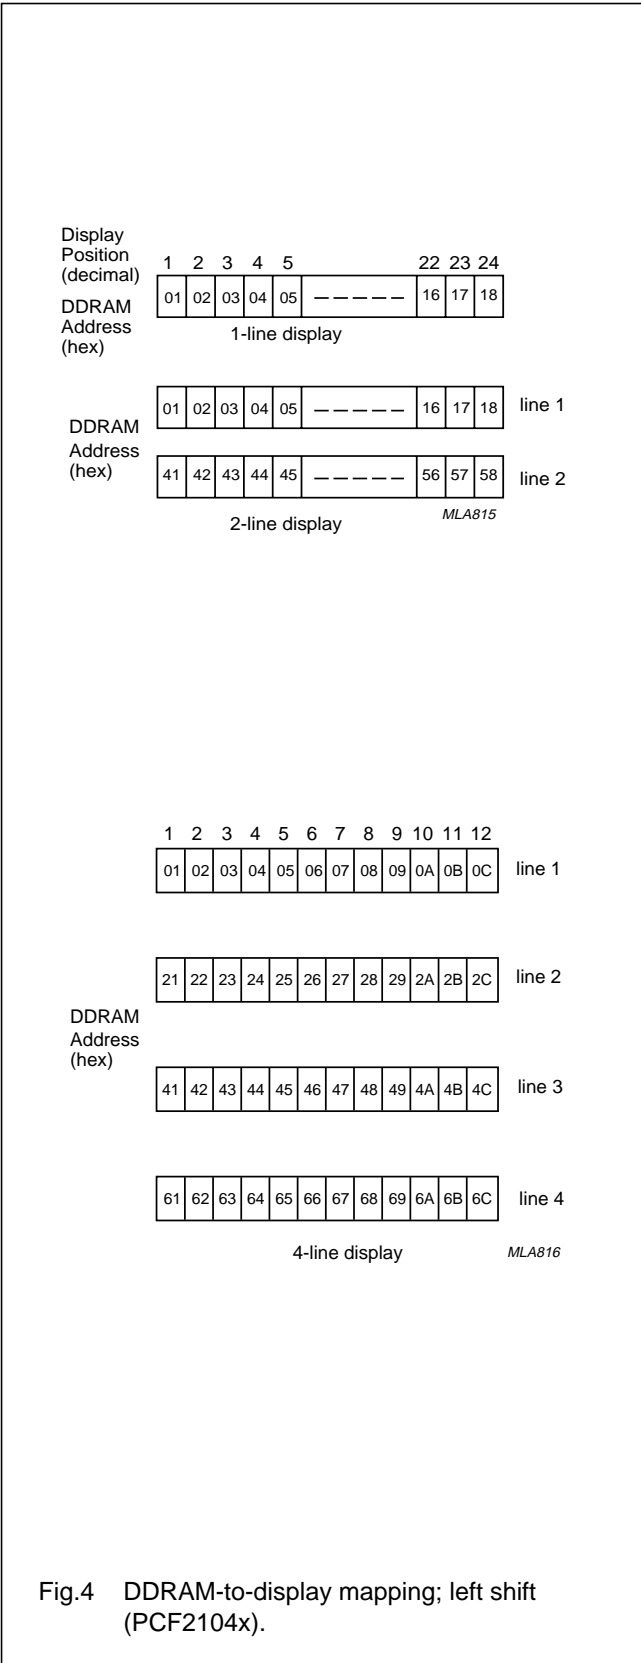 Display
Position
(decimal)
1 2 3 4 5 22 23 24
DDRAM
Address
(hex)
01 02 03 04 05 16 17 18
1-line display
DDRAM
Address
(hex)
01 02 03 04 05 16 17 18 line 1
41 42 43 44 45 56 57 58 line 2
2-line display
MLA815
1 2 3 4 5 6 7 8 9 10 11 12
01 02 03 04 05 06 07 08 09 0A 0B 0C line 1
21 22 23 24 25 26 27 28 29 2A 2B 2C line 2
DDRAM
Address
(hex)
41 42 43 44 45 46 47 48 49 4A 4B 4C line 3
61 62 63 64 65 66 67 68 69 6A 6B 6C line 4
4-line display
MLA816
Fig.4 DDRAM-to-display mapping; left shift
(PCF2104x).